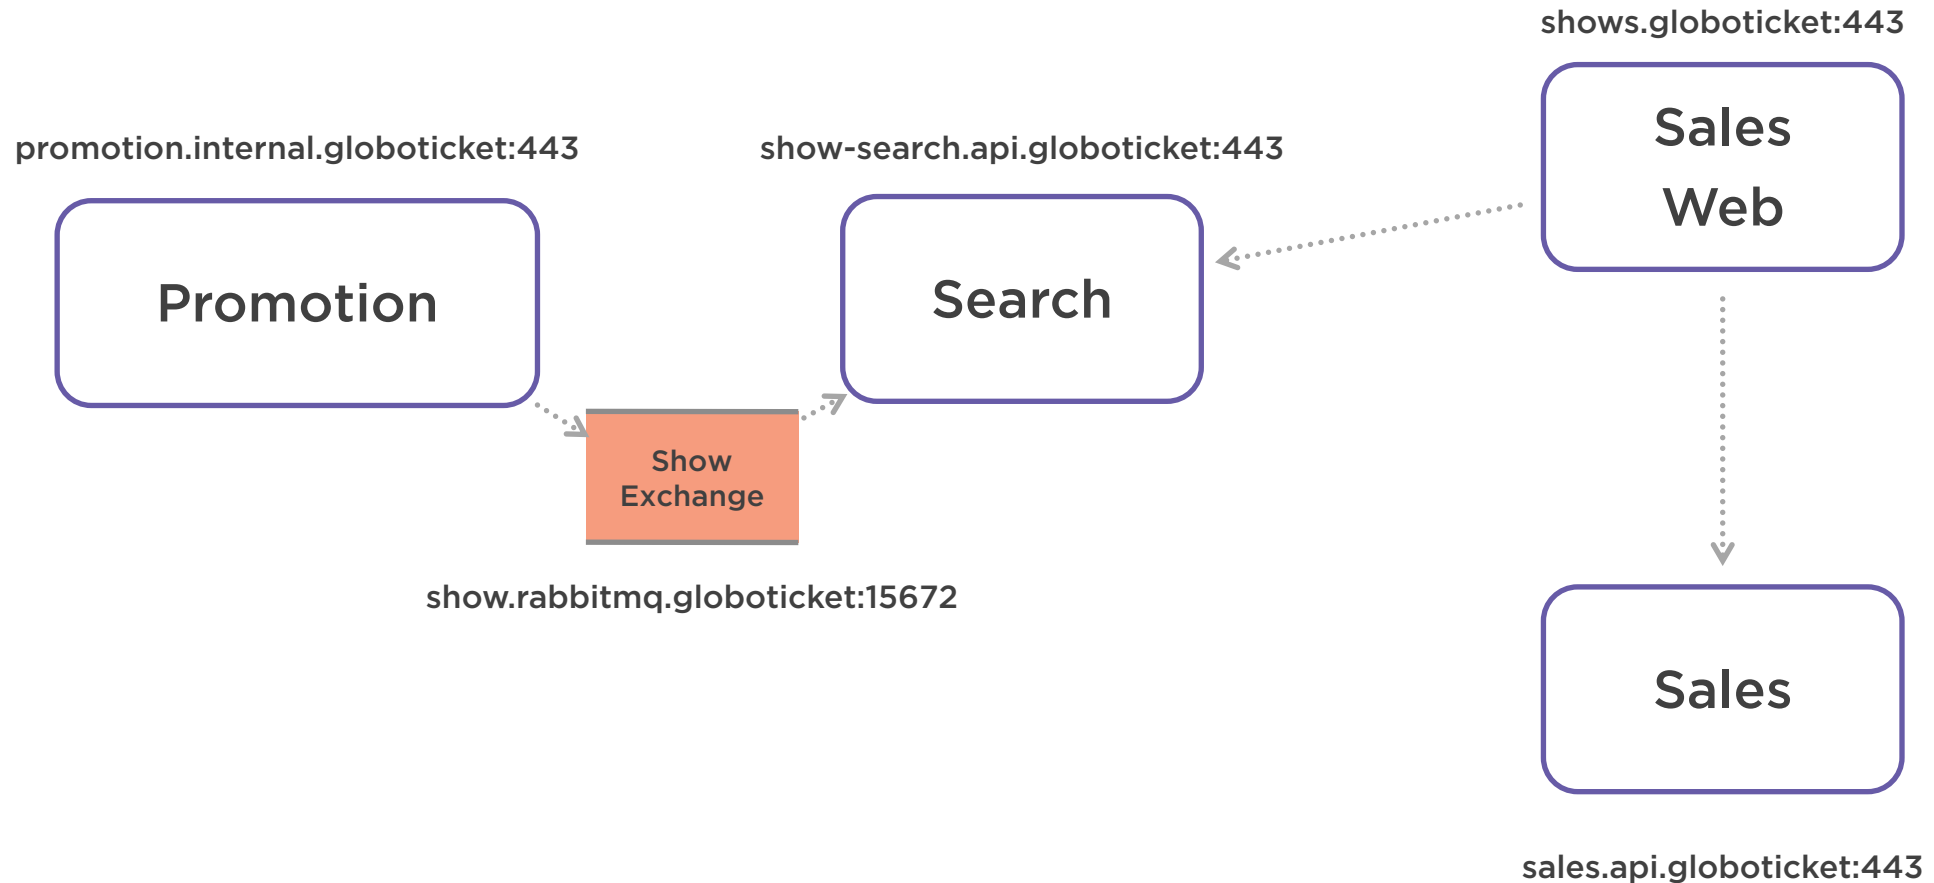 shows.globoticket:443
Sales
Web
promotion.internal.globoticket:443
show-search.api.globoticket:443
Promotion
Search
Show
Exchange
show.rabbitmq.globoticket:15672
Sales
sales.api.globoticket:443